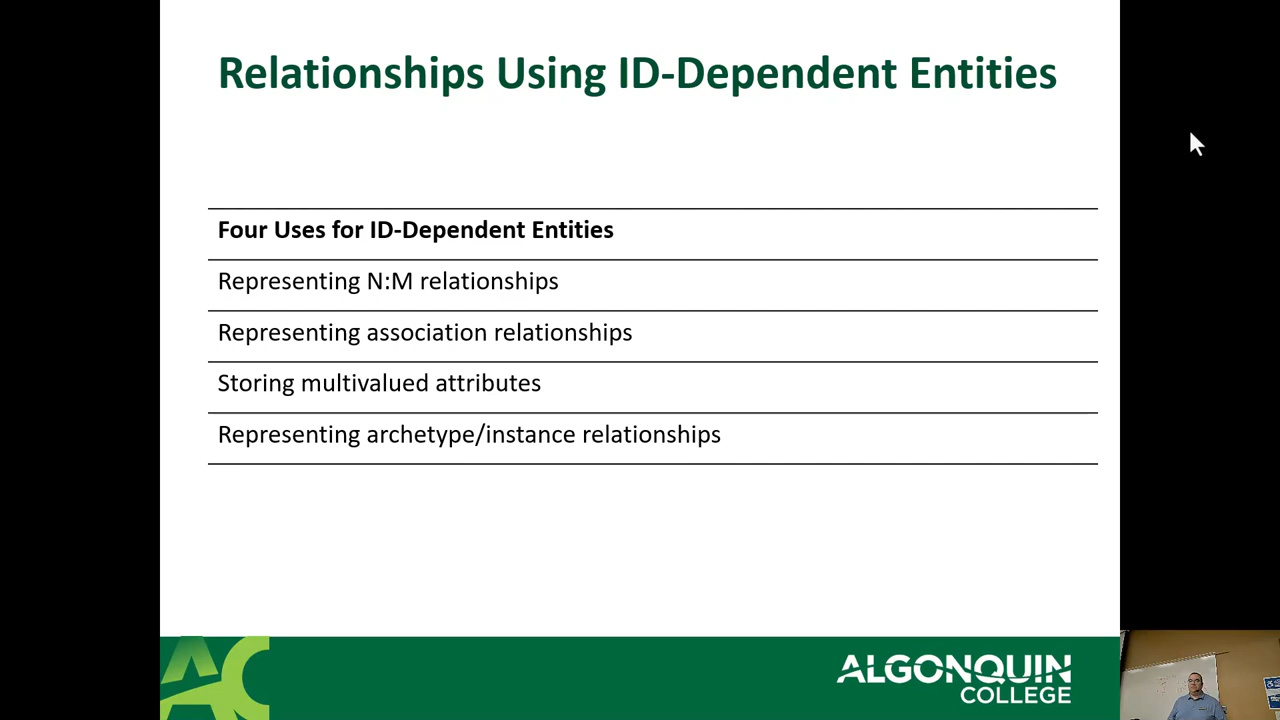 Relationships Using ID-Dependent Entities
Four Uses for ID-Dependent Entities
Representing N:M relationships
Representing association relationships
Storing multivalued attributes
Representing archetype/instance relationships
AC
ALGONQUIN
COLLEGE